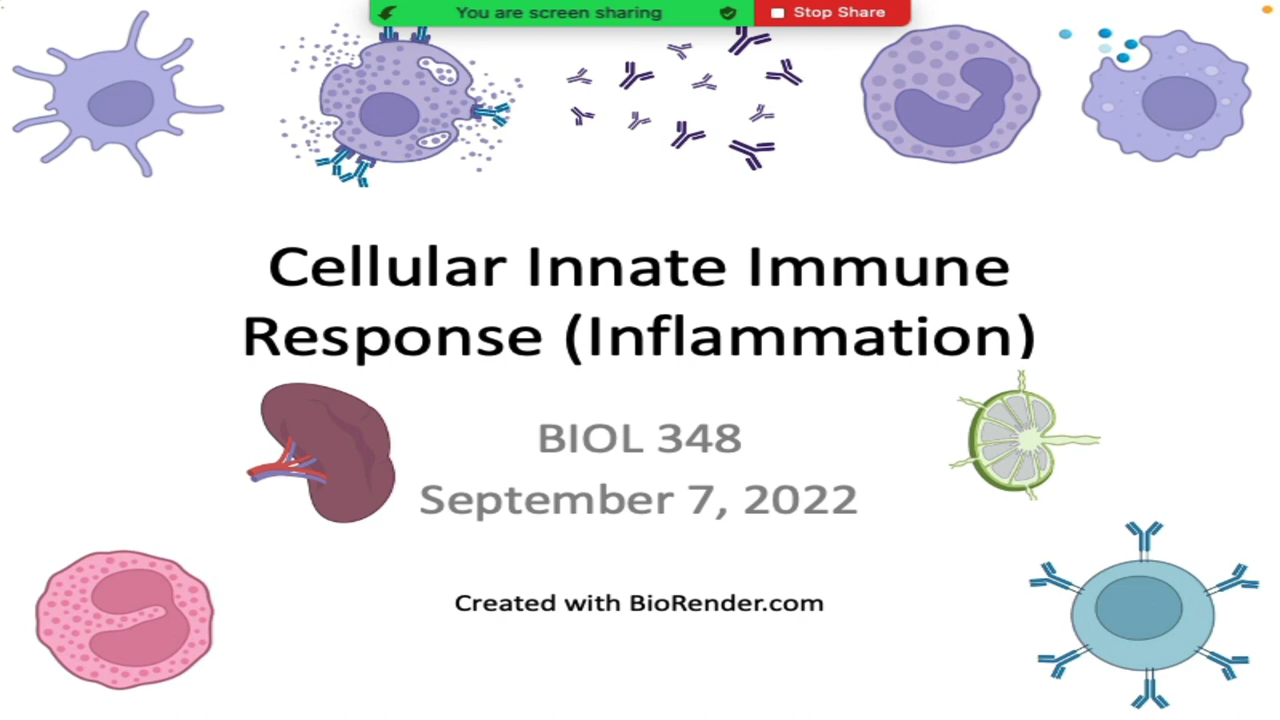 You are screen sharing
Stop Share
Cellular Innate Immune
Response (Inflammation)
BIOL 348
September 7, 2022
Created with BioRender.com